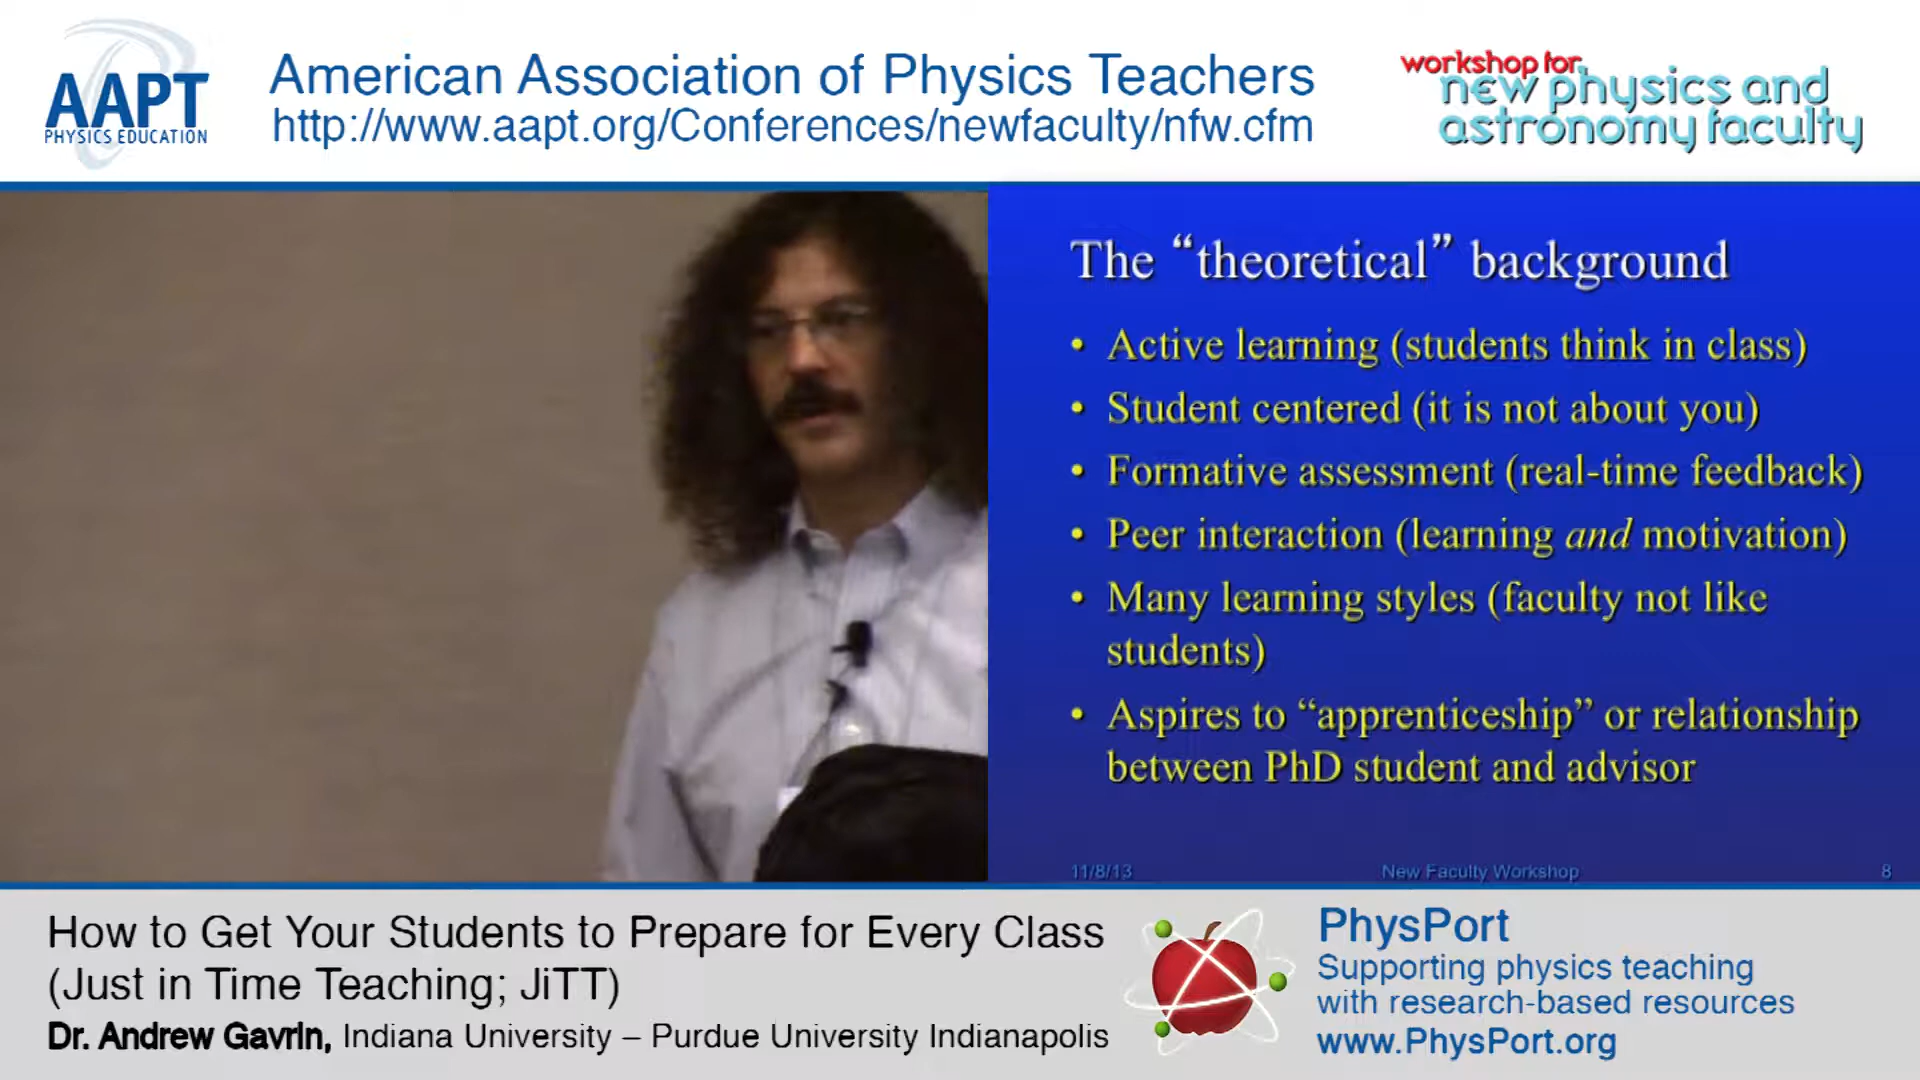 AAPT
PHYSICS EDUCATION
American Association of Physics Teachers
http://www.aapt.org/Conferences/newfaculty/nfw.cfm
workshop for
new physics and
astronomy faculty
The “theoretical” background
• Active learning (students think in class)
• Student centered (it is not about you)
• Formative assessment (real-time feedback)
• Peer interaction (learning and motivation)
• Many learning styles (faculty not like
students)
• Aspires to “apprenticeship” or relationship
between PhD student and advisor
11/8/13 New Faculty Workshop 8
How to Get Your Students to Prepare for Every Class
(Just in Time Teaching; JiTT)
Dr. Andrew Gavrin, Indiana University – Purdue University Indianapolis
PhysPort
Supporting physics teaching
with research-based resources
www.PhysPort.org